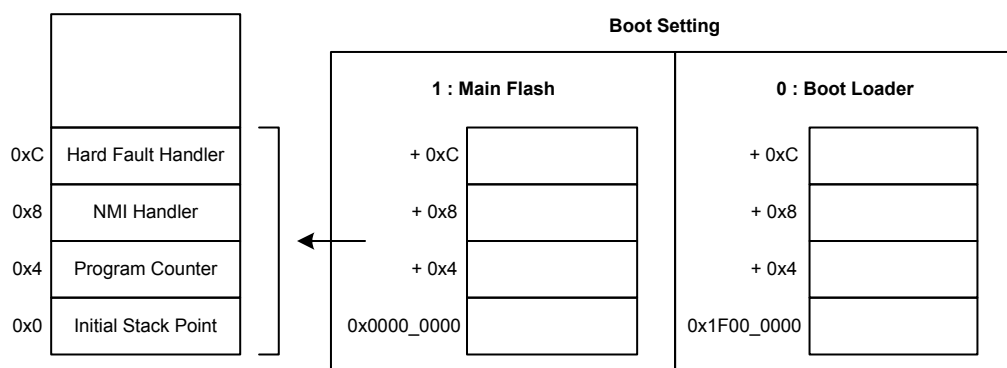 Boot Setting
1 : Main Flash
0 : Boot Loader
0xC Hard Fault Handler + 0xC + 0xC
0x8 NMI Handler + 0x8 + 0x8
0x4 Program Counter + 0x4 + 0x4
0x0 Initial Stack Point 0x0000_0000 0x1F00_0000